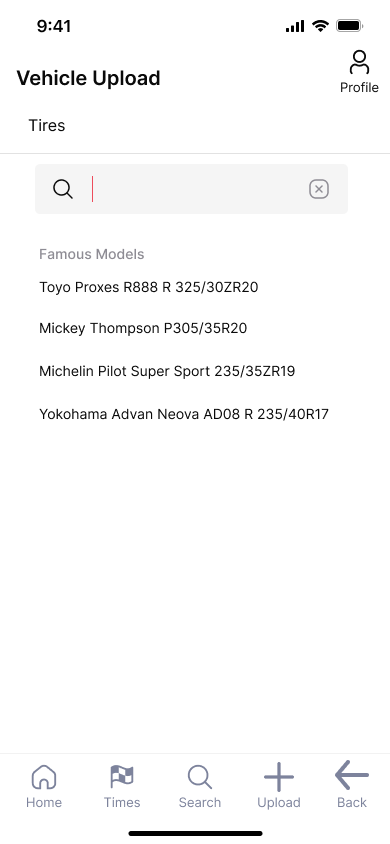 9:41
Vehicle Upload
Profile
Tires
Famous Models
Toyo Proxes R888 R 325/30ZR20
Mickey Thompson P305/35R20
Michelin Pilot Super Sport 235/35ZR19
Yokohama Advan Neova AD08 R 235/40R17
Home
Times
Search
Upload
Back